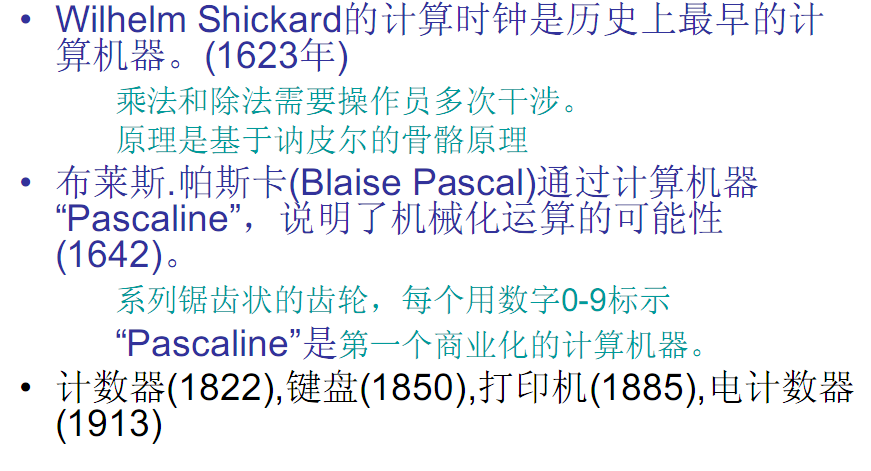 • Wilhelm Shickard的计算时钟是历史上最早的计
算机器。(1623年)
乘法和除法需要操作员多次干涉。
原理是基于讷皮尔的骨骼原理
• 布莱斯.帕斯卡(Blaise Pascal)通过计算机器
“Pascaline”，说明了机械化运算的可能性
(1642)。
系列锯齿状的齿轮，每个用数字0-9标示
“Pascaline”是第一个商业化的计算机器。
• 计数器(1822),键盘(1850),打印机(1885),电计数器
(1913)